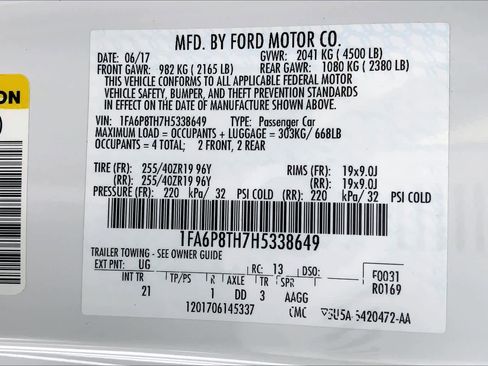 MFD. BY FORD MOTOR CO.
DATE: 06/17 GVWR: 2041 KG ( 4500 LB)
FRONT GAWR: 982 KG ( 2165 LB) REAR GAWR: 1080 KG ( 2380 LB)
THIS VEHICLE CONFORMS TO ALL APPLICABLE FEDERAL MOTOR
VEHICLE SAFETY, BUMPER, AND THEFT PREVENTION STANDARDS
IN EFFECT ON THE DATE OF MANUFACTURE SHOWN ABOVE.
VIN: 1FA6P8TH7H5338649 TYPE: Passenger Car
MAXIMUM LOAD = OCCUPANTS + LUGGAGE = 303KG/ 668LB
OCCUPANTS = 4 TOTAL; 2 FRONT, 2 REAR
TIRE (FR): 255/40ZR19 96Y RIMS (FR): 19x9.0J
(RR): 255/40ZR19 96Y (RR): 19x9.0J
PRESSURE (FR): 220 kPa/ 32 PSI COLD (RR): 220 kPa/ 32 PSI COLD
1FA6P8TH7H5338649
TRAILER TOWING - SEE OWNER GUIDE
EXT PNT: UG RC: 13 DSO: F0031
INT TR TP/PS R AXLE TR SPR R0169
21 1 DD 3 AAGG
1201706145337 CMC 5U5A-5420472-AA
ON